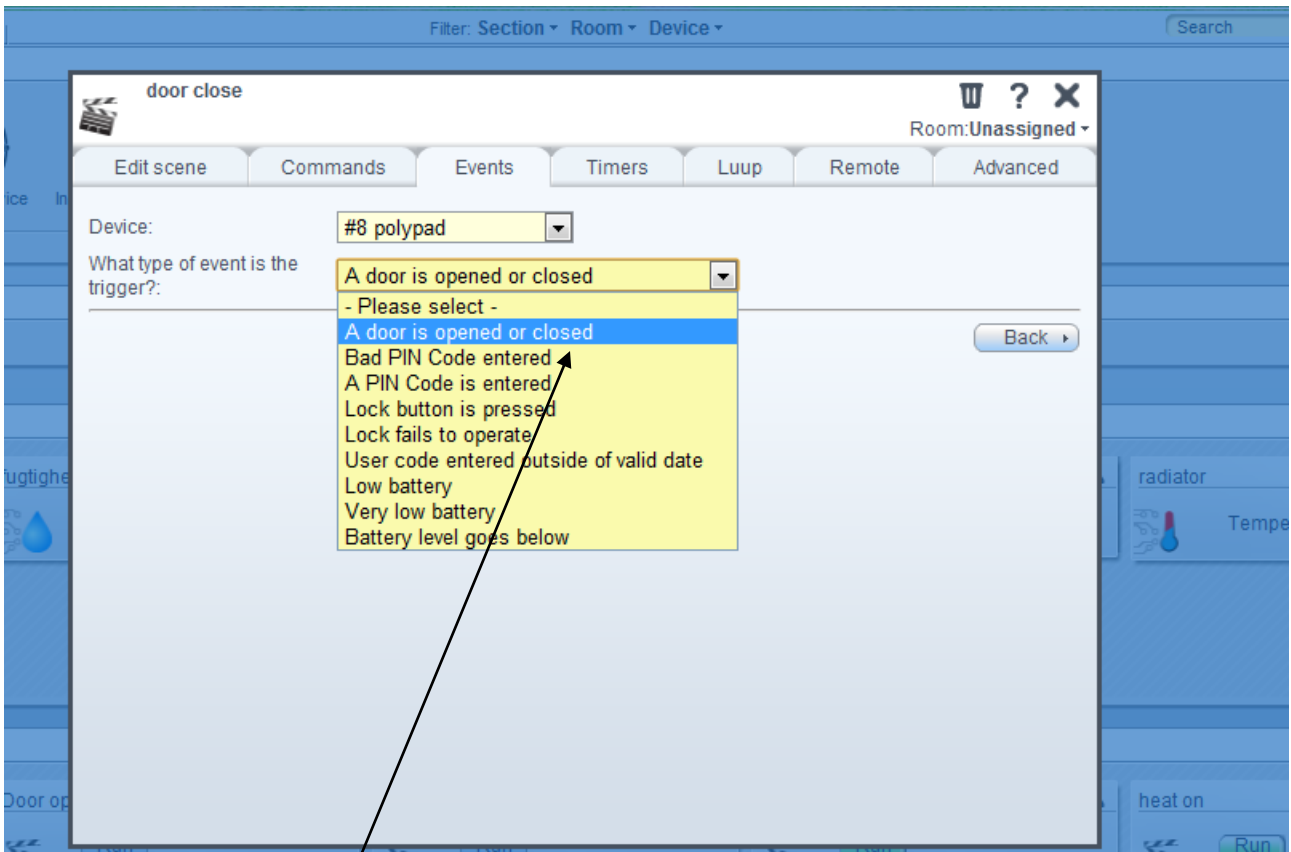 Filter: Section Room Device
Search
door close
?
Room:Unassigned
Edit scene Commands Events Timers Luup Remote Advanced
Device:
#8 polypad
What type of event is the
trigger?:
A door is opened or closed
- Please select -
A door is opened or closed
Back
Bad PIN Code entered
A PIN Code is entered
Lock button is pressed
Lock fails to operate
User code entered outside of valid date
Low battery
Very low battery
Battery level goes below
fugtighe
radiator
Tempe
Door op
heat on
Run